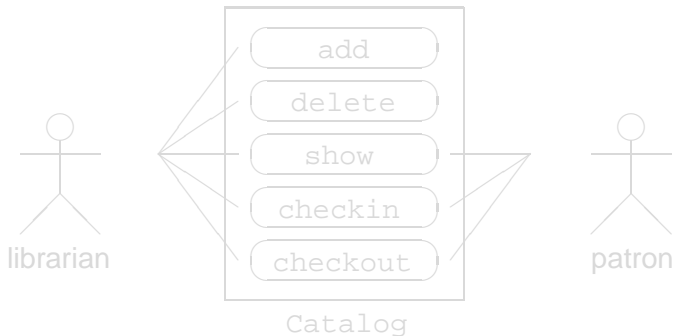 add
delete
show
checkin
checkout
librarian
patron
Catalog